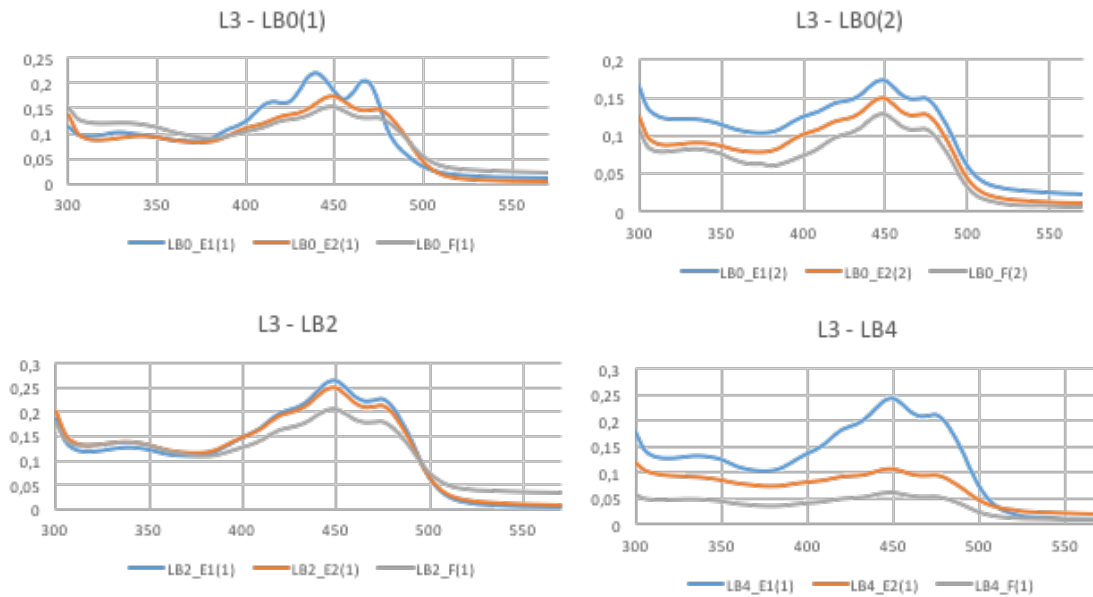 L3 - LB0(1)
0,25
0,2
0,15
0,1
0,05
0
300 350 400 450 500 550
LB0_E1(1) LB0_E2(1) LB0_F(1)
L3 - LB0(2)
0,2
0,15
0,1
0,05
0
300 350 400 450 500 550
LB0_E1(2) LB0_E2(2) LB0_F(2)
L3 - LB2
0,3
0,25
0,2
0,15
0,1
0,05
0
300 350 400 450 500 550
LB2_E1(1) LB2_E2(1) LB2_F(1)
L3 - LB4
0,3
0,25
0,2
0,15
0,1
0,05
0
300 350 400 450 500 550
LB4_E1(1) LB4_E2(1) LB4_F(1)